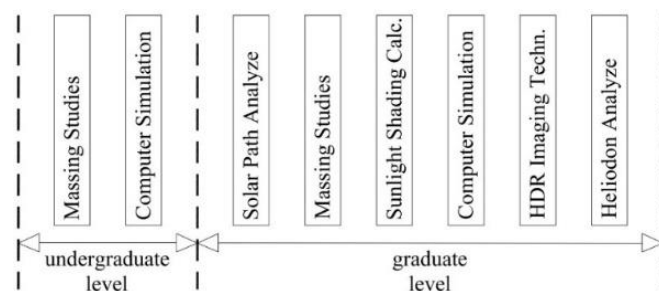 Massing Studies
Computer Simulation
Solar Path Analyze
Massing Studies
Sunlight Shading Calc.
Computer Simulation
HDR Imaging Techn.
Heliodon Analyze
undergraduate
level
graduate
level